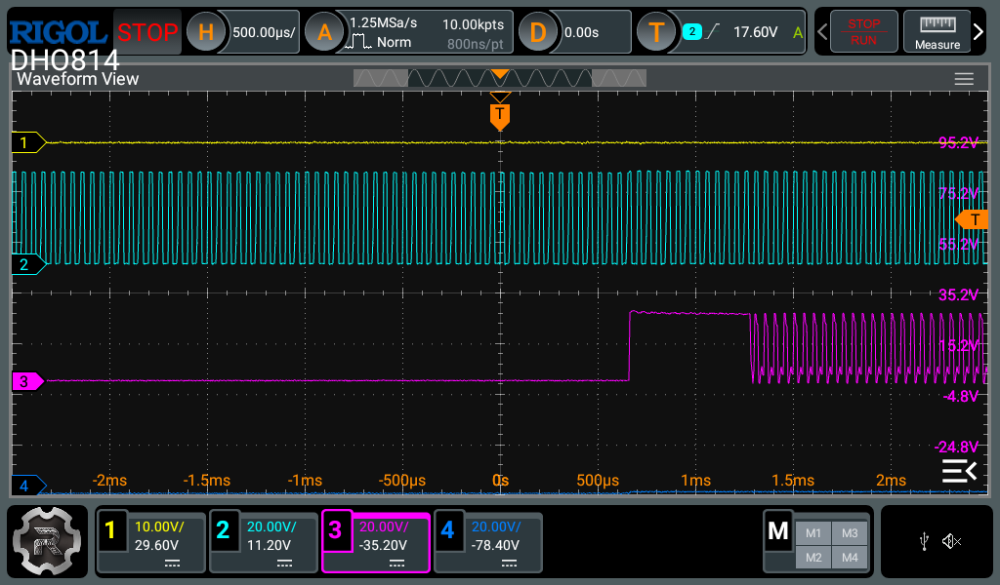 RIGOL STOP H 500.00μs/ A 1.25MSa/s 10.00kpts D 0.00s T 2 17.60V A STOP
Norm 800ns/pt RUN Measure
DHO814
Waveform View
T
1 95.2V
75.2V
T
55.2V
2
35.2V
15.2V
3
-4.8V
-24.8V
4 -2ms -1.5ms -1ms -500μs 0s 500μs 1ms 1.5ms 2ms
1 10.00V/ 2 20.00V/ 3 20.00V/ 4 20.00V/ M M1 M3
29.60V 11.20V -35.20V -78.40V M2 M4
R